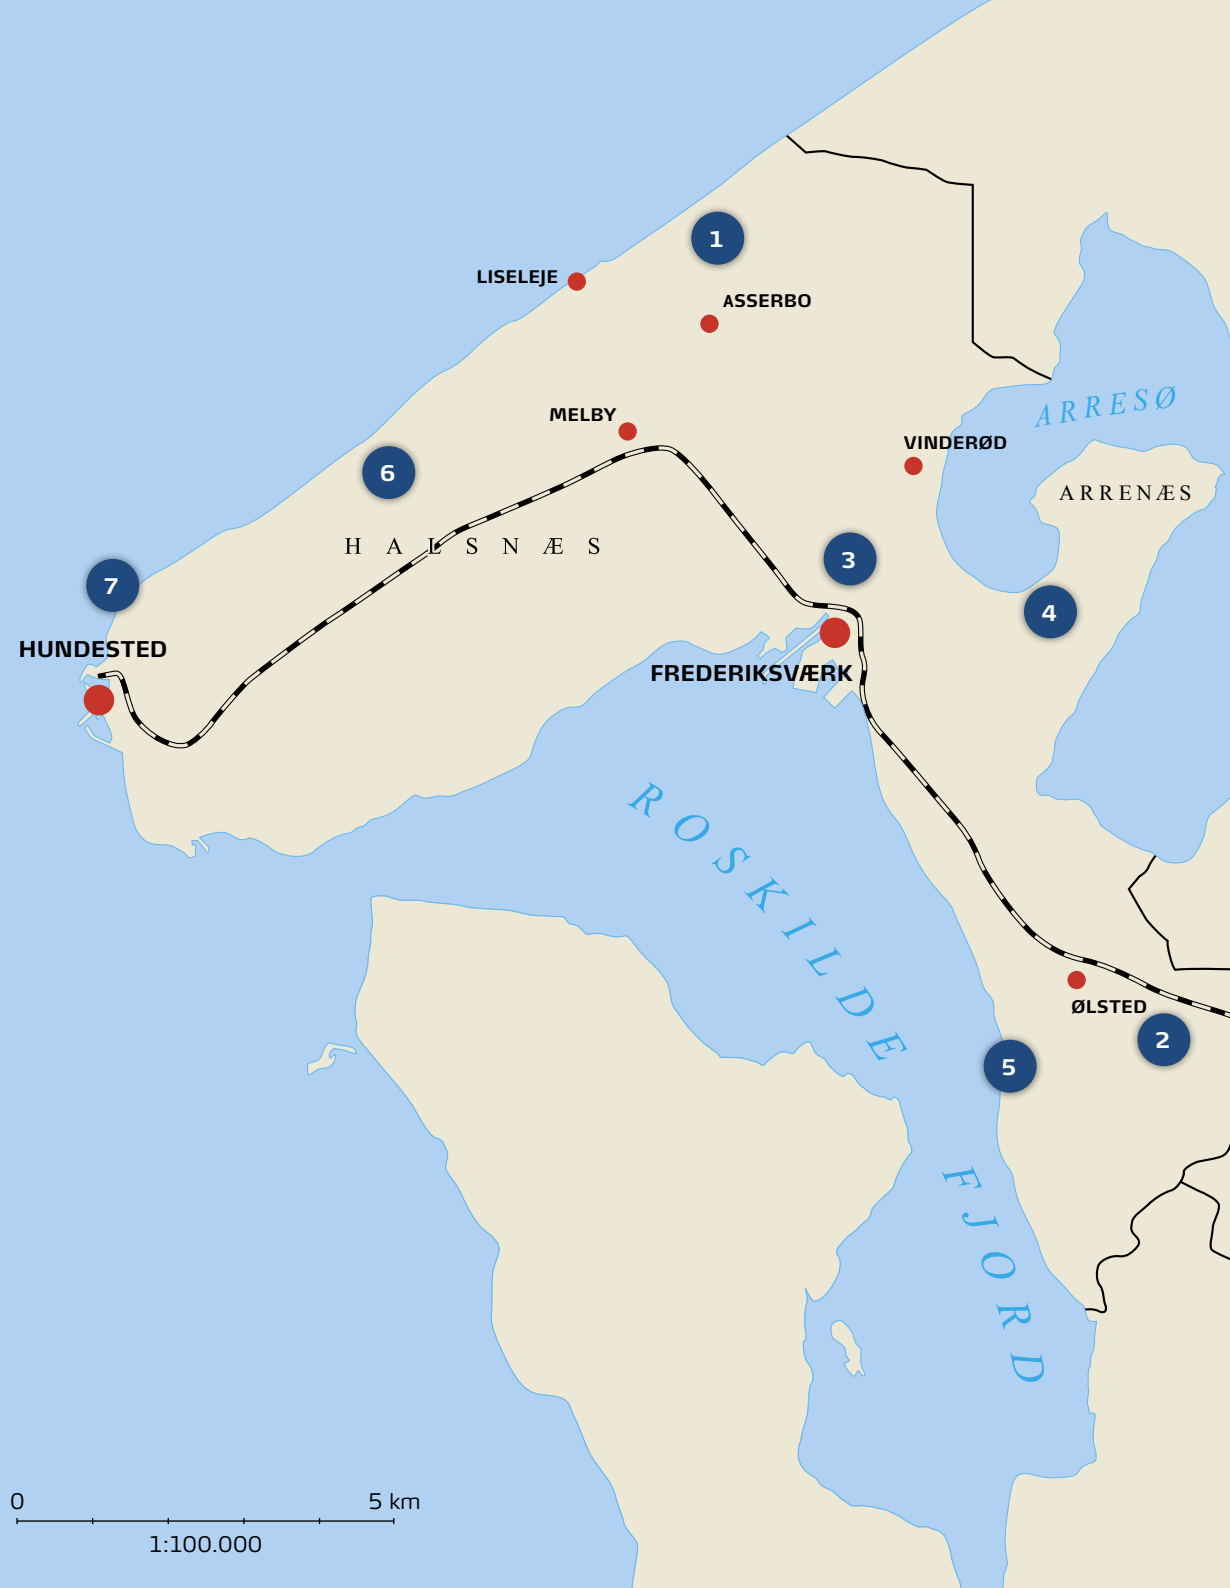 1
LISELEJE
ASSERBO
ARRESØ
MELBY
VINDERØD
6
ARRENÆS
HALSNÆS
3
7
4
HUNDESTED
FREDERIKSVÆRK
ROSKILDE
ØLSTED
2
5
FJORD
0 5 km
1:100.000